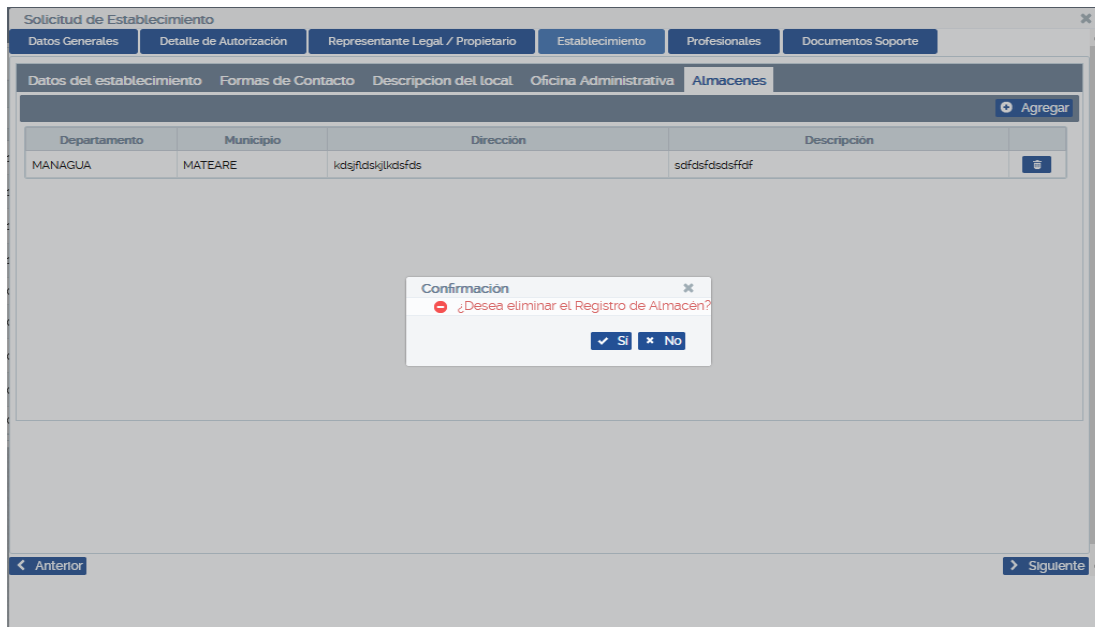 Solicitud de Establecimiento
Datos Generales Detalle de Autorización Representante Legal / Propietario Establecimiento Profesionales Documentos Soporte
Datos del establecimiento Formas de Contacto Descripcion del local Oficina Administrativa Almacenes
Agregar
Departamento Municipio Dirección Descripción
MANAGUA MATEARE kdsjfldskjlkdsfds sdfdsfdsdsffdf
Confirmación
¿Desea eliminar el Registro de Almacén?
Sí No
Anterior Siguiente